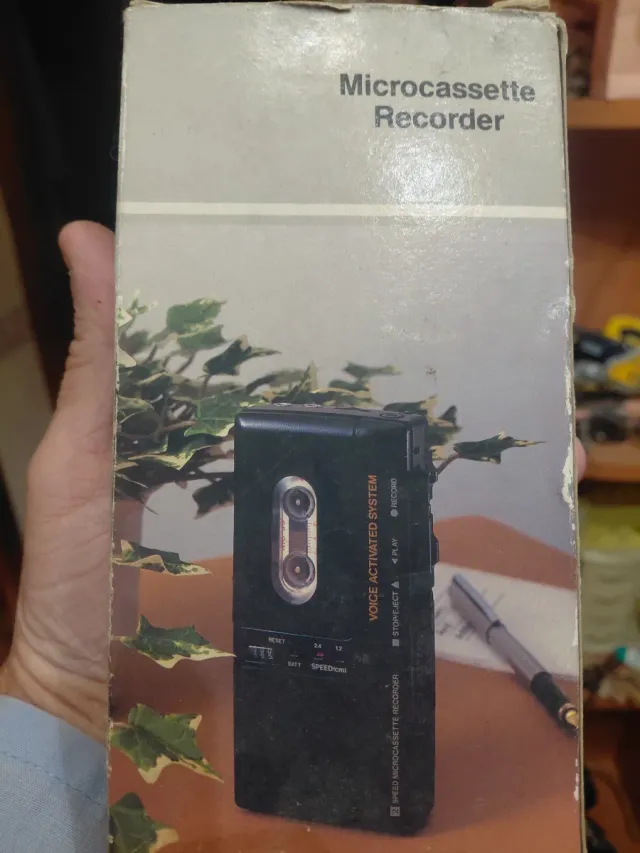 Microcassette
Recorder
VOICE ACTIVATED SYSTEM
RECORD
PLAY
STOP/EJECT
RESET
BATT
2.4
1.2
SPEED
2 SPEED MICROCASSETTE RECORDER